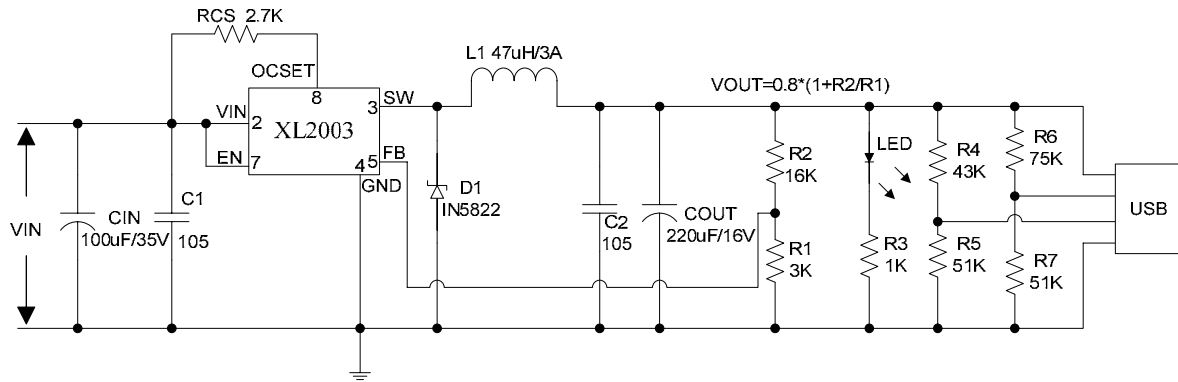 RCS 2.7K
OCSET
8
VIN
2
XL2003
3
SW
EN
7
4
5
FB
GND
L1 47uH/3A
VOUT=0.8*(1+R2/R1)
VIN
CIN
100uF/35V
C1
105
D1
IN5822
C2
105
COUT
220uF/16V
R2
16K
R1
3K
LED
R3
1K
R4
43K
R5
51K
R6
75K
R7
51K
USB